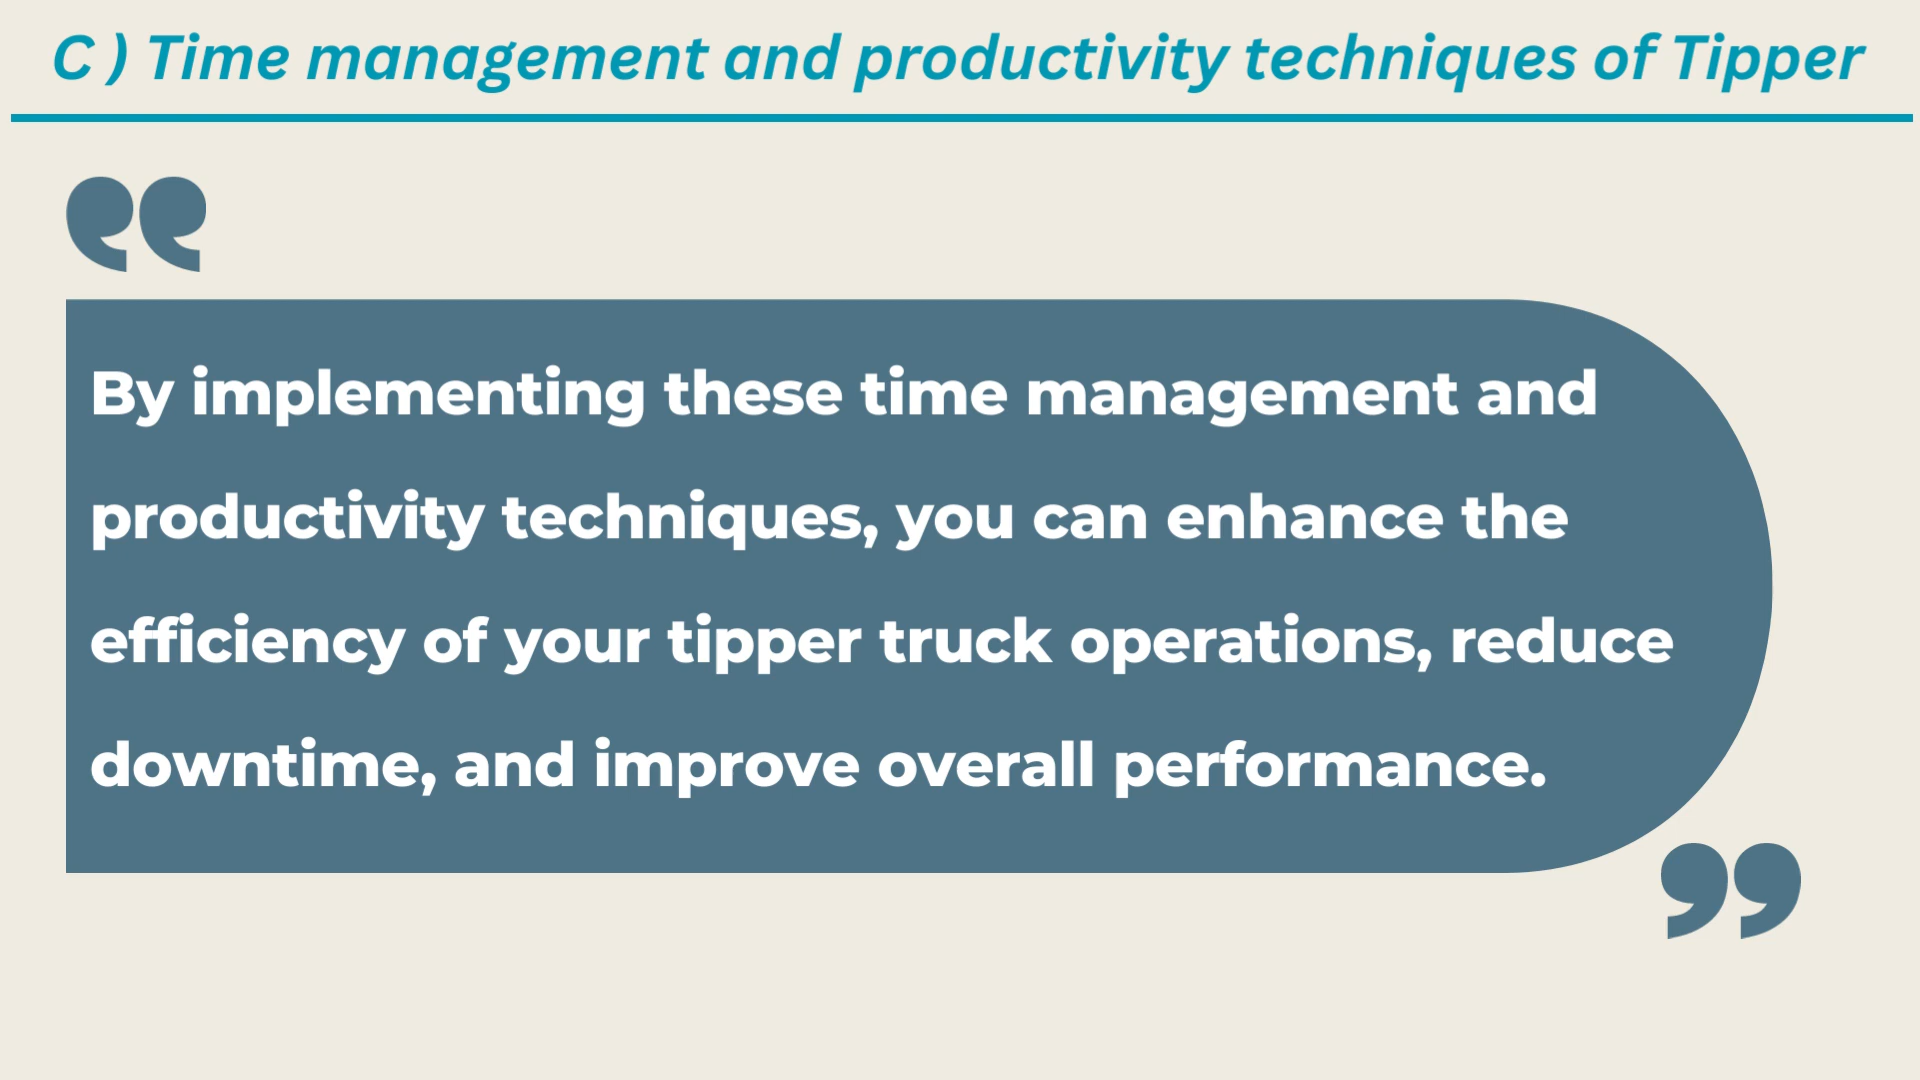 C ) Time management and productivity techniques of Tipper
“
By implementing these time management and
productivity techniques, you can enhance the
efficiency of your tipper truck operations, reduce
downtime, and improve overall performance.
”